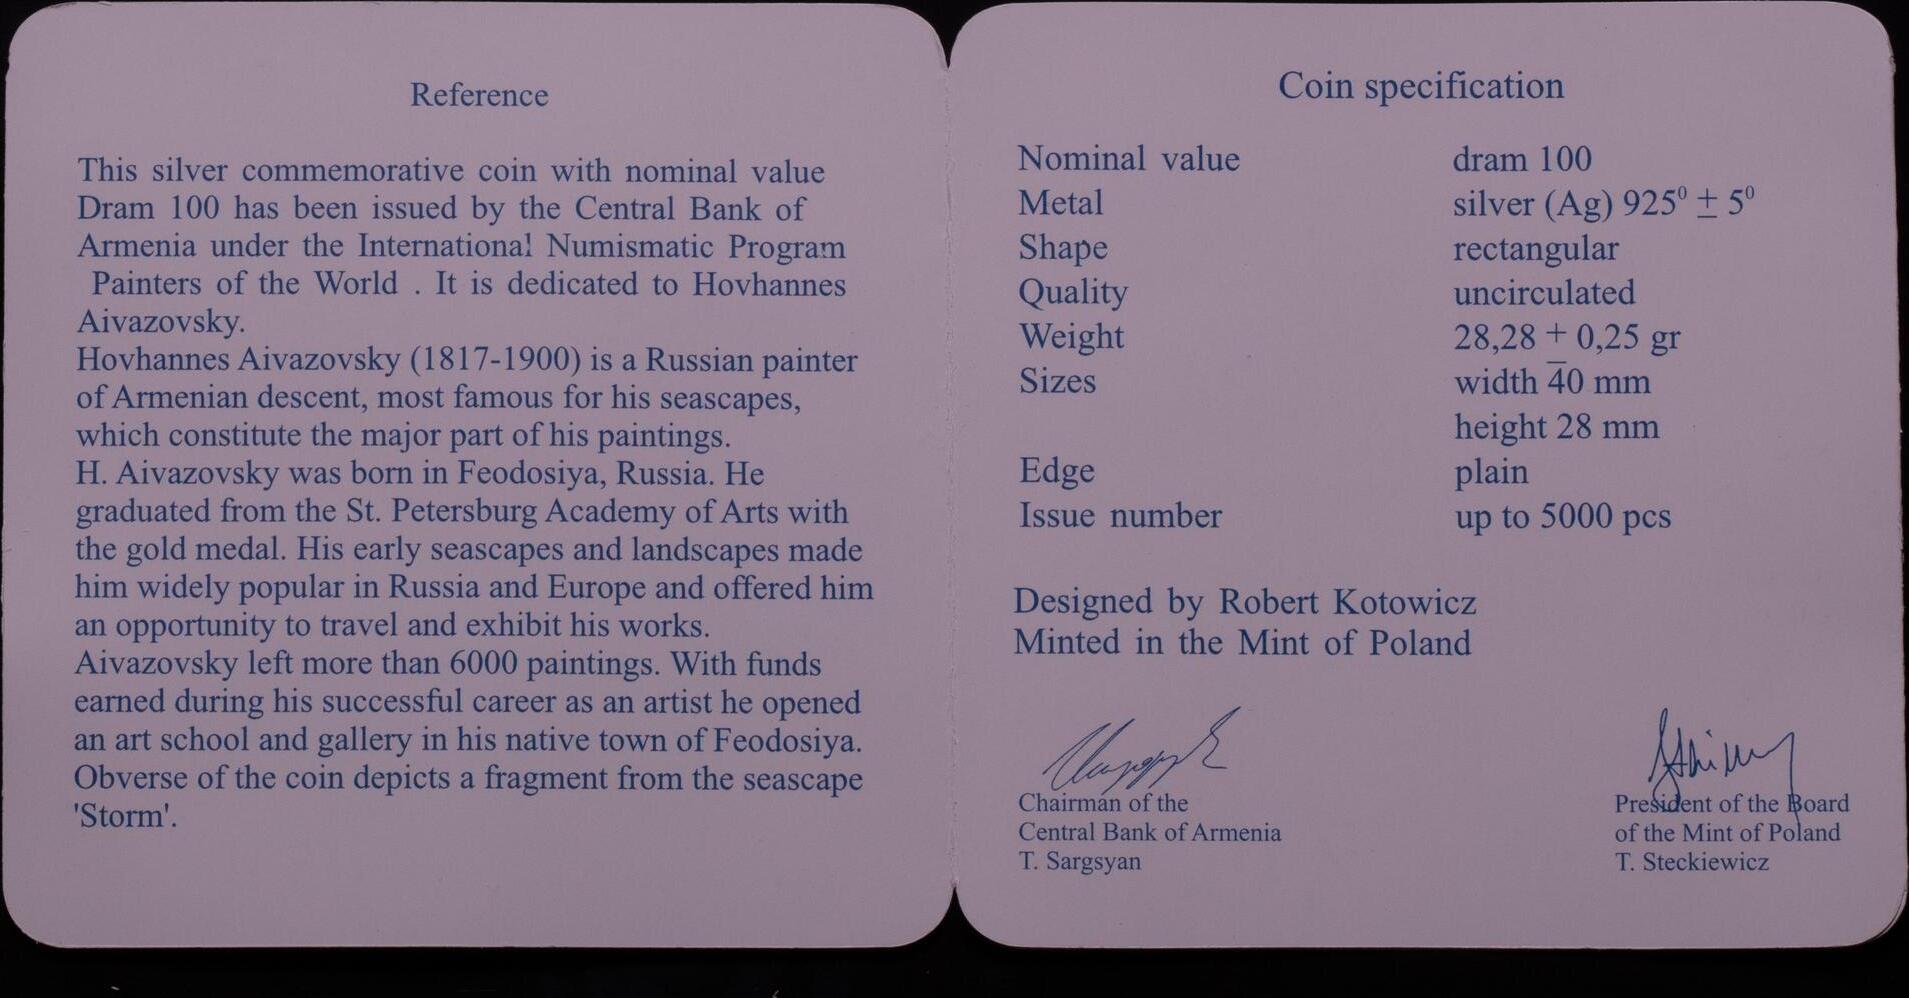 Reference
This silver commemorative coin with nominal value
Dram 100 has been issued by the Central Bank of
Armenia under the International Numismatic Program
Painters of the World . It is dedicated to Hovhannes
Aivazovsky.
Hovhannes Aivazovsky (1817-1900) is a Russian painter
of Armenian descent, most famous for his seascapes,
which constitute the major part of his paintings.
H. Aivazovsky was born in Feodosiya, Russia. He
graduated from the St. Petersburg Academy of Arts with
the gold medal. His early seascapes and landscapes made
him widely popular in Russia and Europe and offered him
an opportunity to travel and exhibit his works.
Aivazovsky left more than 6000 paintings. With funds
earned during his successful career as an artist he opened
an art school and gallery in his native town of Feodosiya.
Obverse of the coin depicts a fragment from the seascape
'Storm'.
Coin specification
Nominal value dram 100
Metal silver (Ag) 925⁰ ± 5⁰
Shape rectangular
Quality uncirculated
Weight 28,28 ± 0,25 gr
Sizes width 40 mm
height 28 mm
Edge plain
Issue number up to 5000 pcs
Designed by Robert Kotowicz
Minted in the Mint of Poland
Chairman of the
Central Bank of Armenia
T. Sargsyan
President of the Board
of the Mint of Poland
T. Steckiewicz